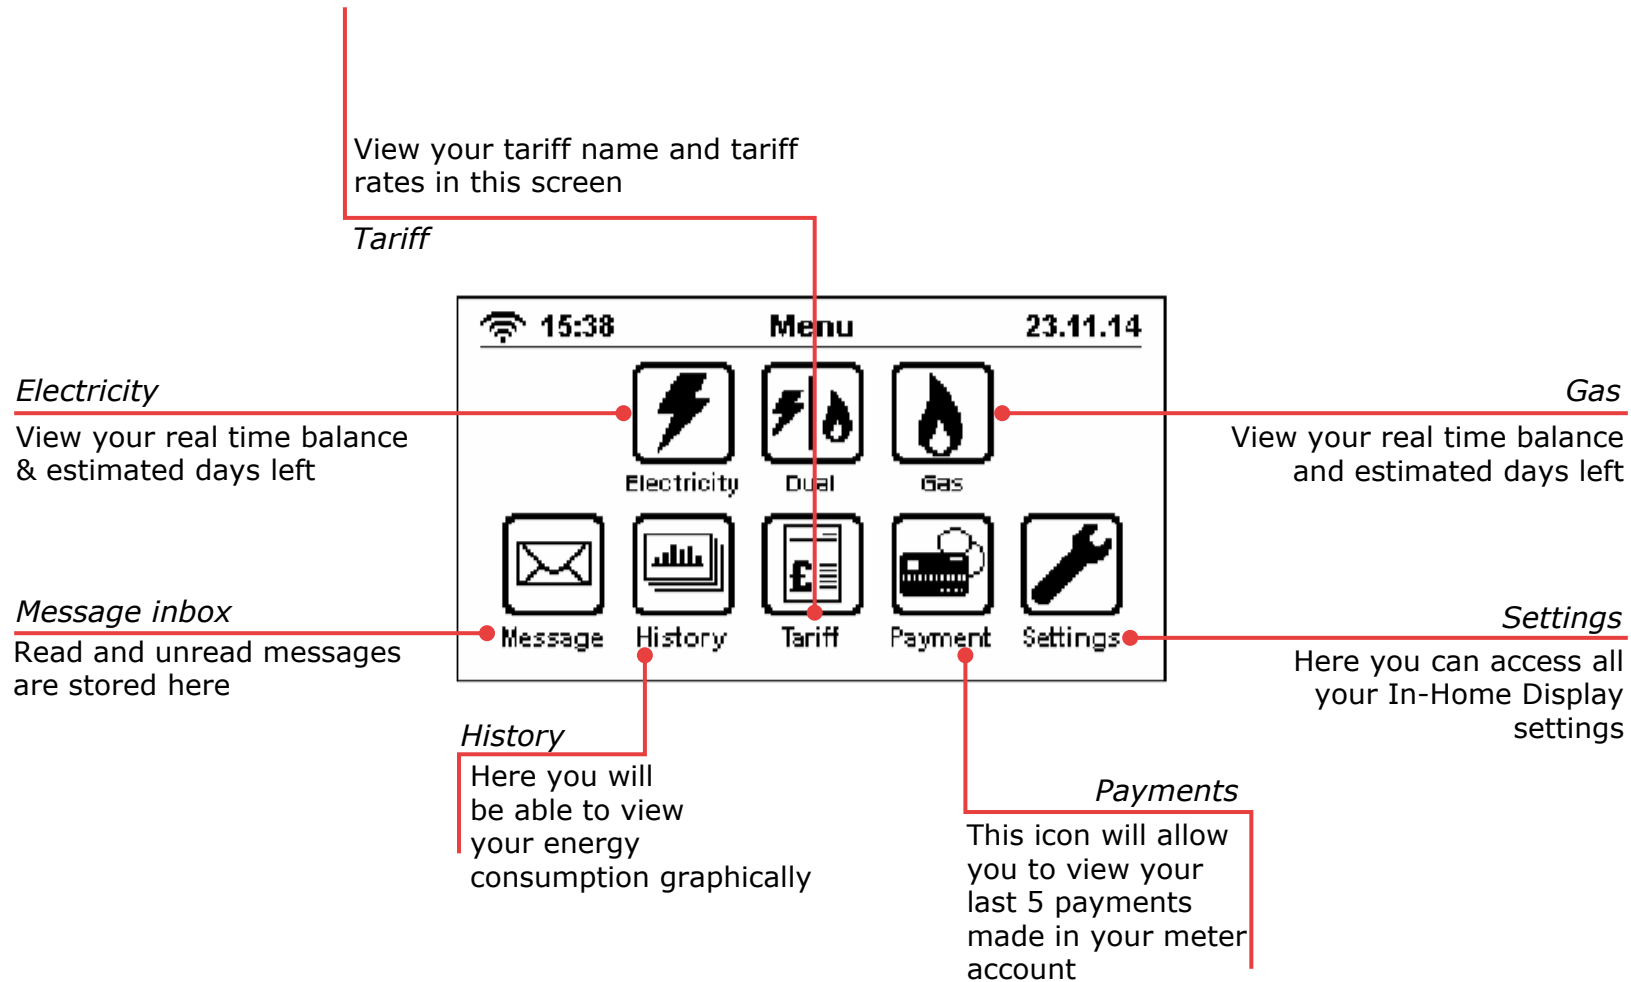 View your tariff name and tariff
rates in this screen
Tariff
15:38 Menu 23.11.14
Electricity
View your real time balance
& estimated days left
Gas
View your real time balance
and estimated days left
Electricity Dual Gas
£
Message History Tariff Payment Settings
Message inbox
Read and unread messages
are stored here
Settings
Here you can access all
your In-Home Display
settings
History
Here you will
be able to view
your energy
consumption graphically
Payments
This icon will allow
you to view your
last 5 payments
made in your meter
account